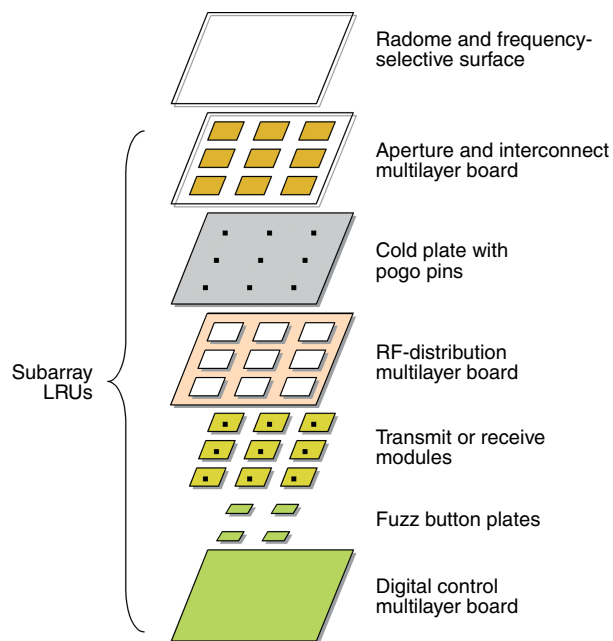 Radome and frequency-
selective surface
Aperture and interconnect
multilayer board
Cold plate with
pogo pins
RF-distribution
multilayer board
Subarray
LRUs
Transmit or receive
modules
Fuzz button plates
Digital control
multilayer board